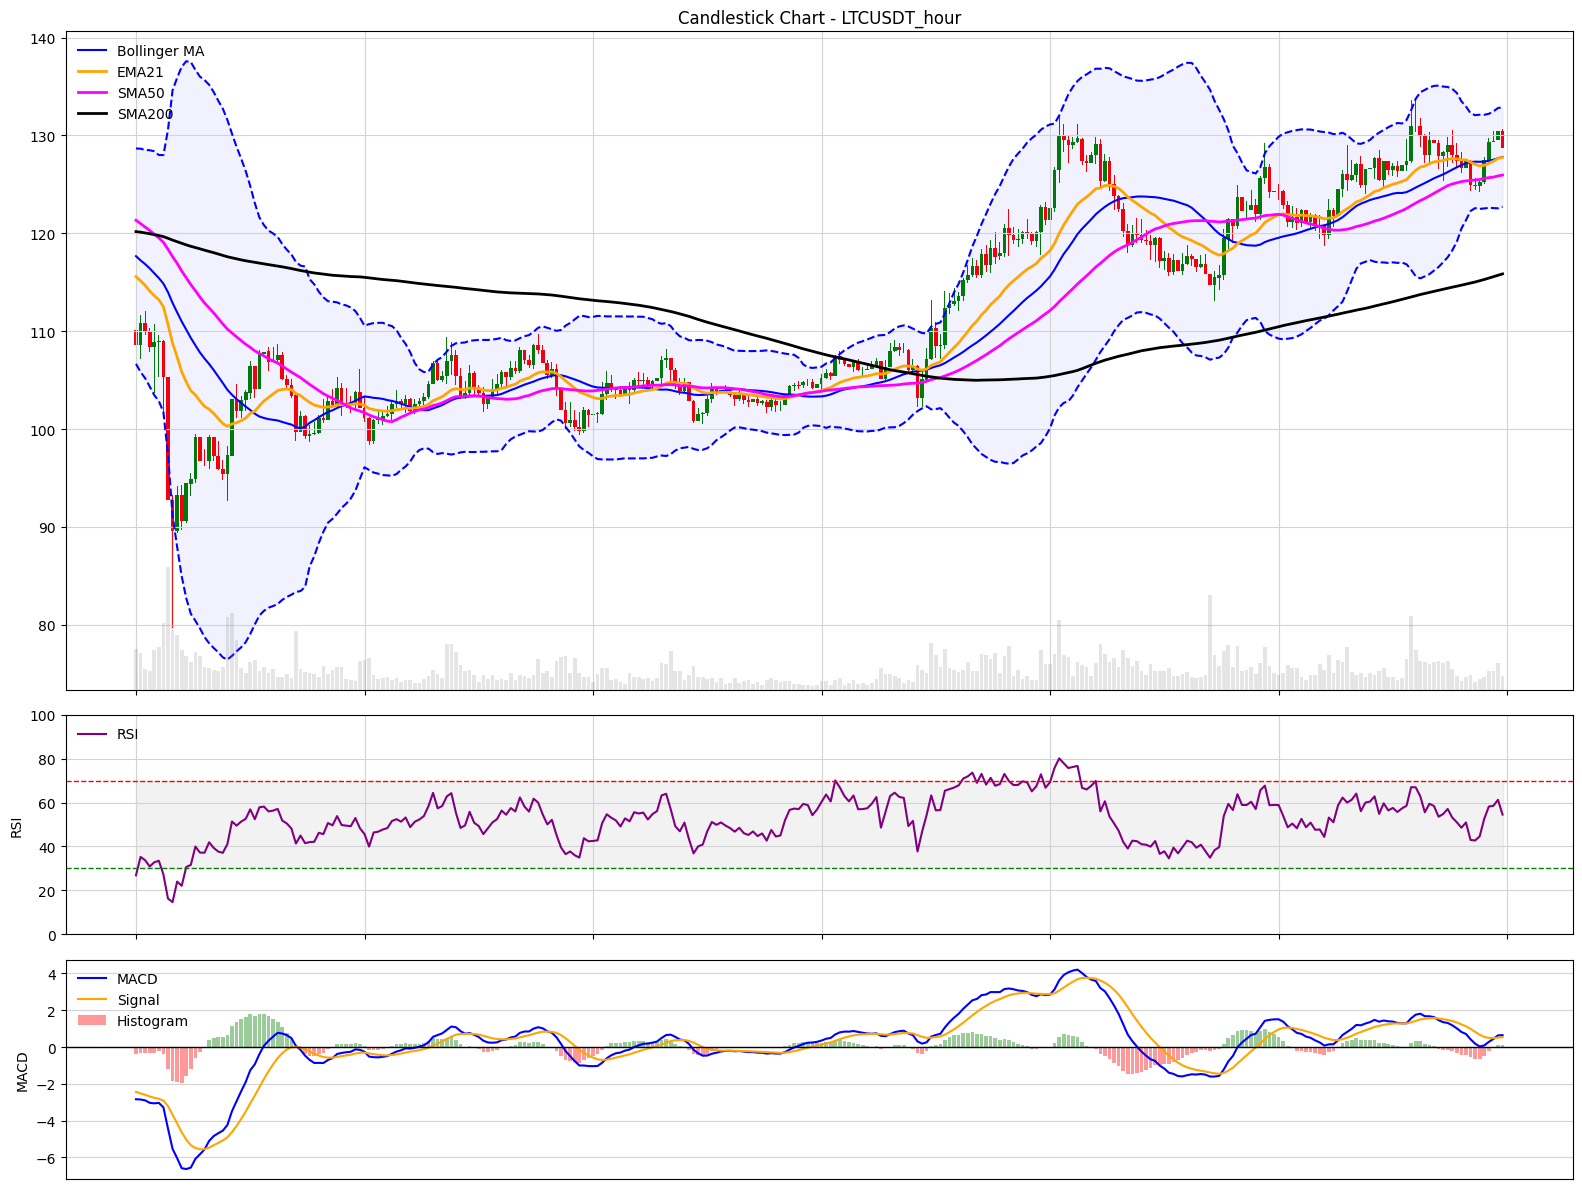 Candlestick Chart - LTCUSDT_hour
140
130
120
110
100
90
80
Bollinger MA
EMA21
SMA50
SMA200
100
80
60
40
20
0
RSI
RSI
4
2
0
−2
−4
−6
MACD
MACD
Signal
Histogram